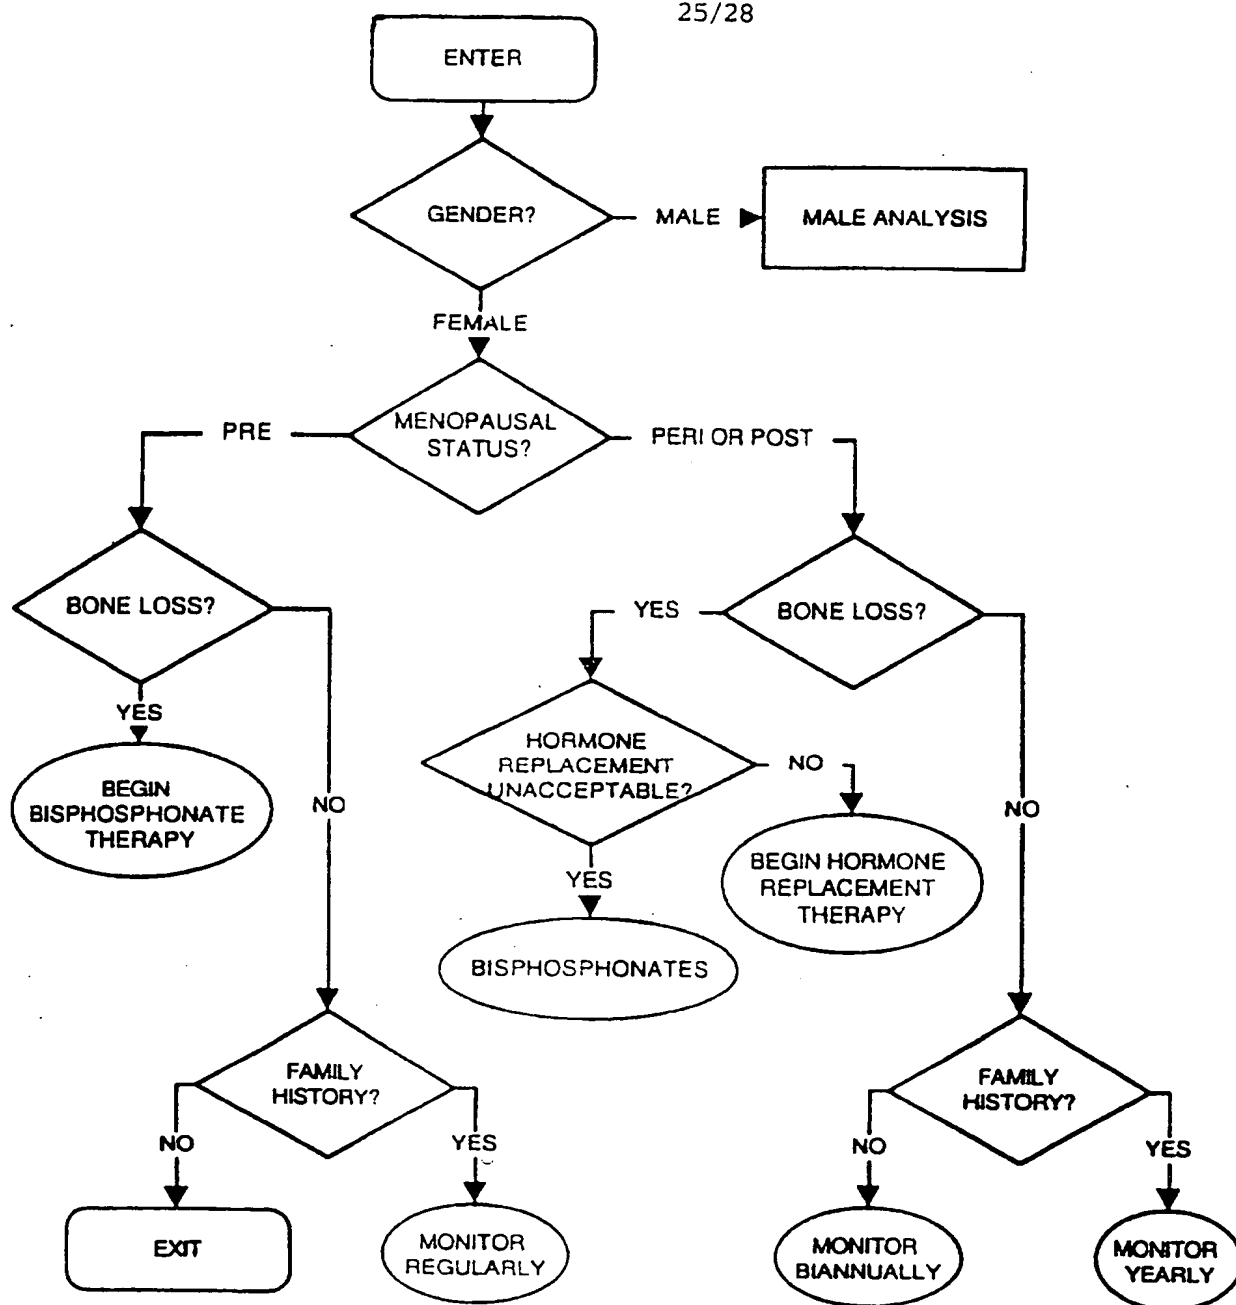 25/28
ENTER
GENDER?
MALE
MALE ANALYSIS
FEMALE
MENOPAUSAL
STATUS?
PRE
PERI OR POST
BONE LOSS?
YES
BONE LOSS?
YES
BEGIN
BISPHOSPHONATE
THERAPY
NO
HORMONE
REPLACEMENT
UNACCEPTABLE?
NO
NO
YES
BEGIN HORMONE
REPLACEMENT
THERAPY
BISPHOSPHONATES
FAMILY
HISTORY?
NO
YES
EXIT
MONITOR
REGULARLY
FAMILY
HISTORY?
NO
YES
MONITOR
BIANNUALLY
MONITOR
YEARLY